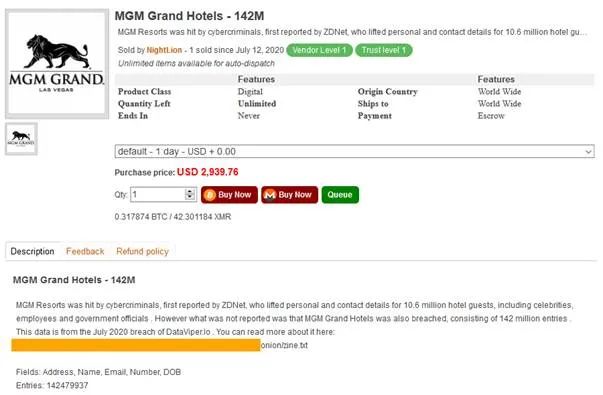 MGM Grand Hotels - 142M
MGM Resorts was hit by cybercriminals, first reported by ZDNet, who lifted personal and contact details for 10.6 million hotel gu...
MGM GRAND
LAS VEGAS
Sold by NightLion - 1 sold since July 12, 2020 Vendor Level 1 Trust level 1
Unlimited items available for auto-dispatch
Features Features
Product Class Digital Origin Country World Wide
Quantity Left Unlimited Ships to World Wide
Ends In Never Payment Escrow
MGM GRAND
default - 1 day - USD + 0.00
Purchase price: USD 2,939.76
Qty: 1 Buy Now Buy Now Queue
0.317874 BTC / 42.301184 XMR
Description Feedback Refund policy
MGM Grand Hotels - 142M
MGM Resorts was hit by cybercriminals, first reported by ZDNet, who lifted personal and contact details for 10.6 million hotel guests, including celebrities,
employees and government officials . However what was not reported was that MGM Grand Hotels was also breached, consisting of 142 million entries .
This data is from the July 2020 breach of DataViper.io . You can read more about it here:
onion/zine.txt
Fields: Address, Name, Email, Number, DOB
Entries: 142479937